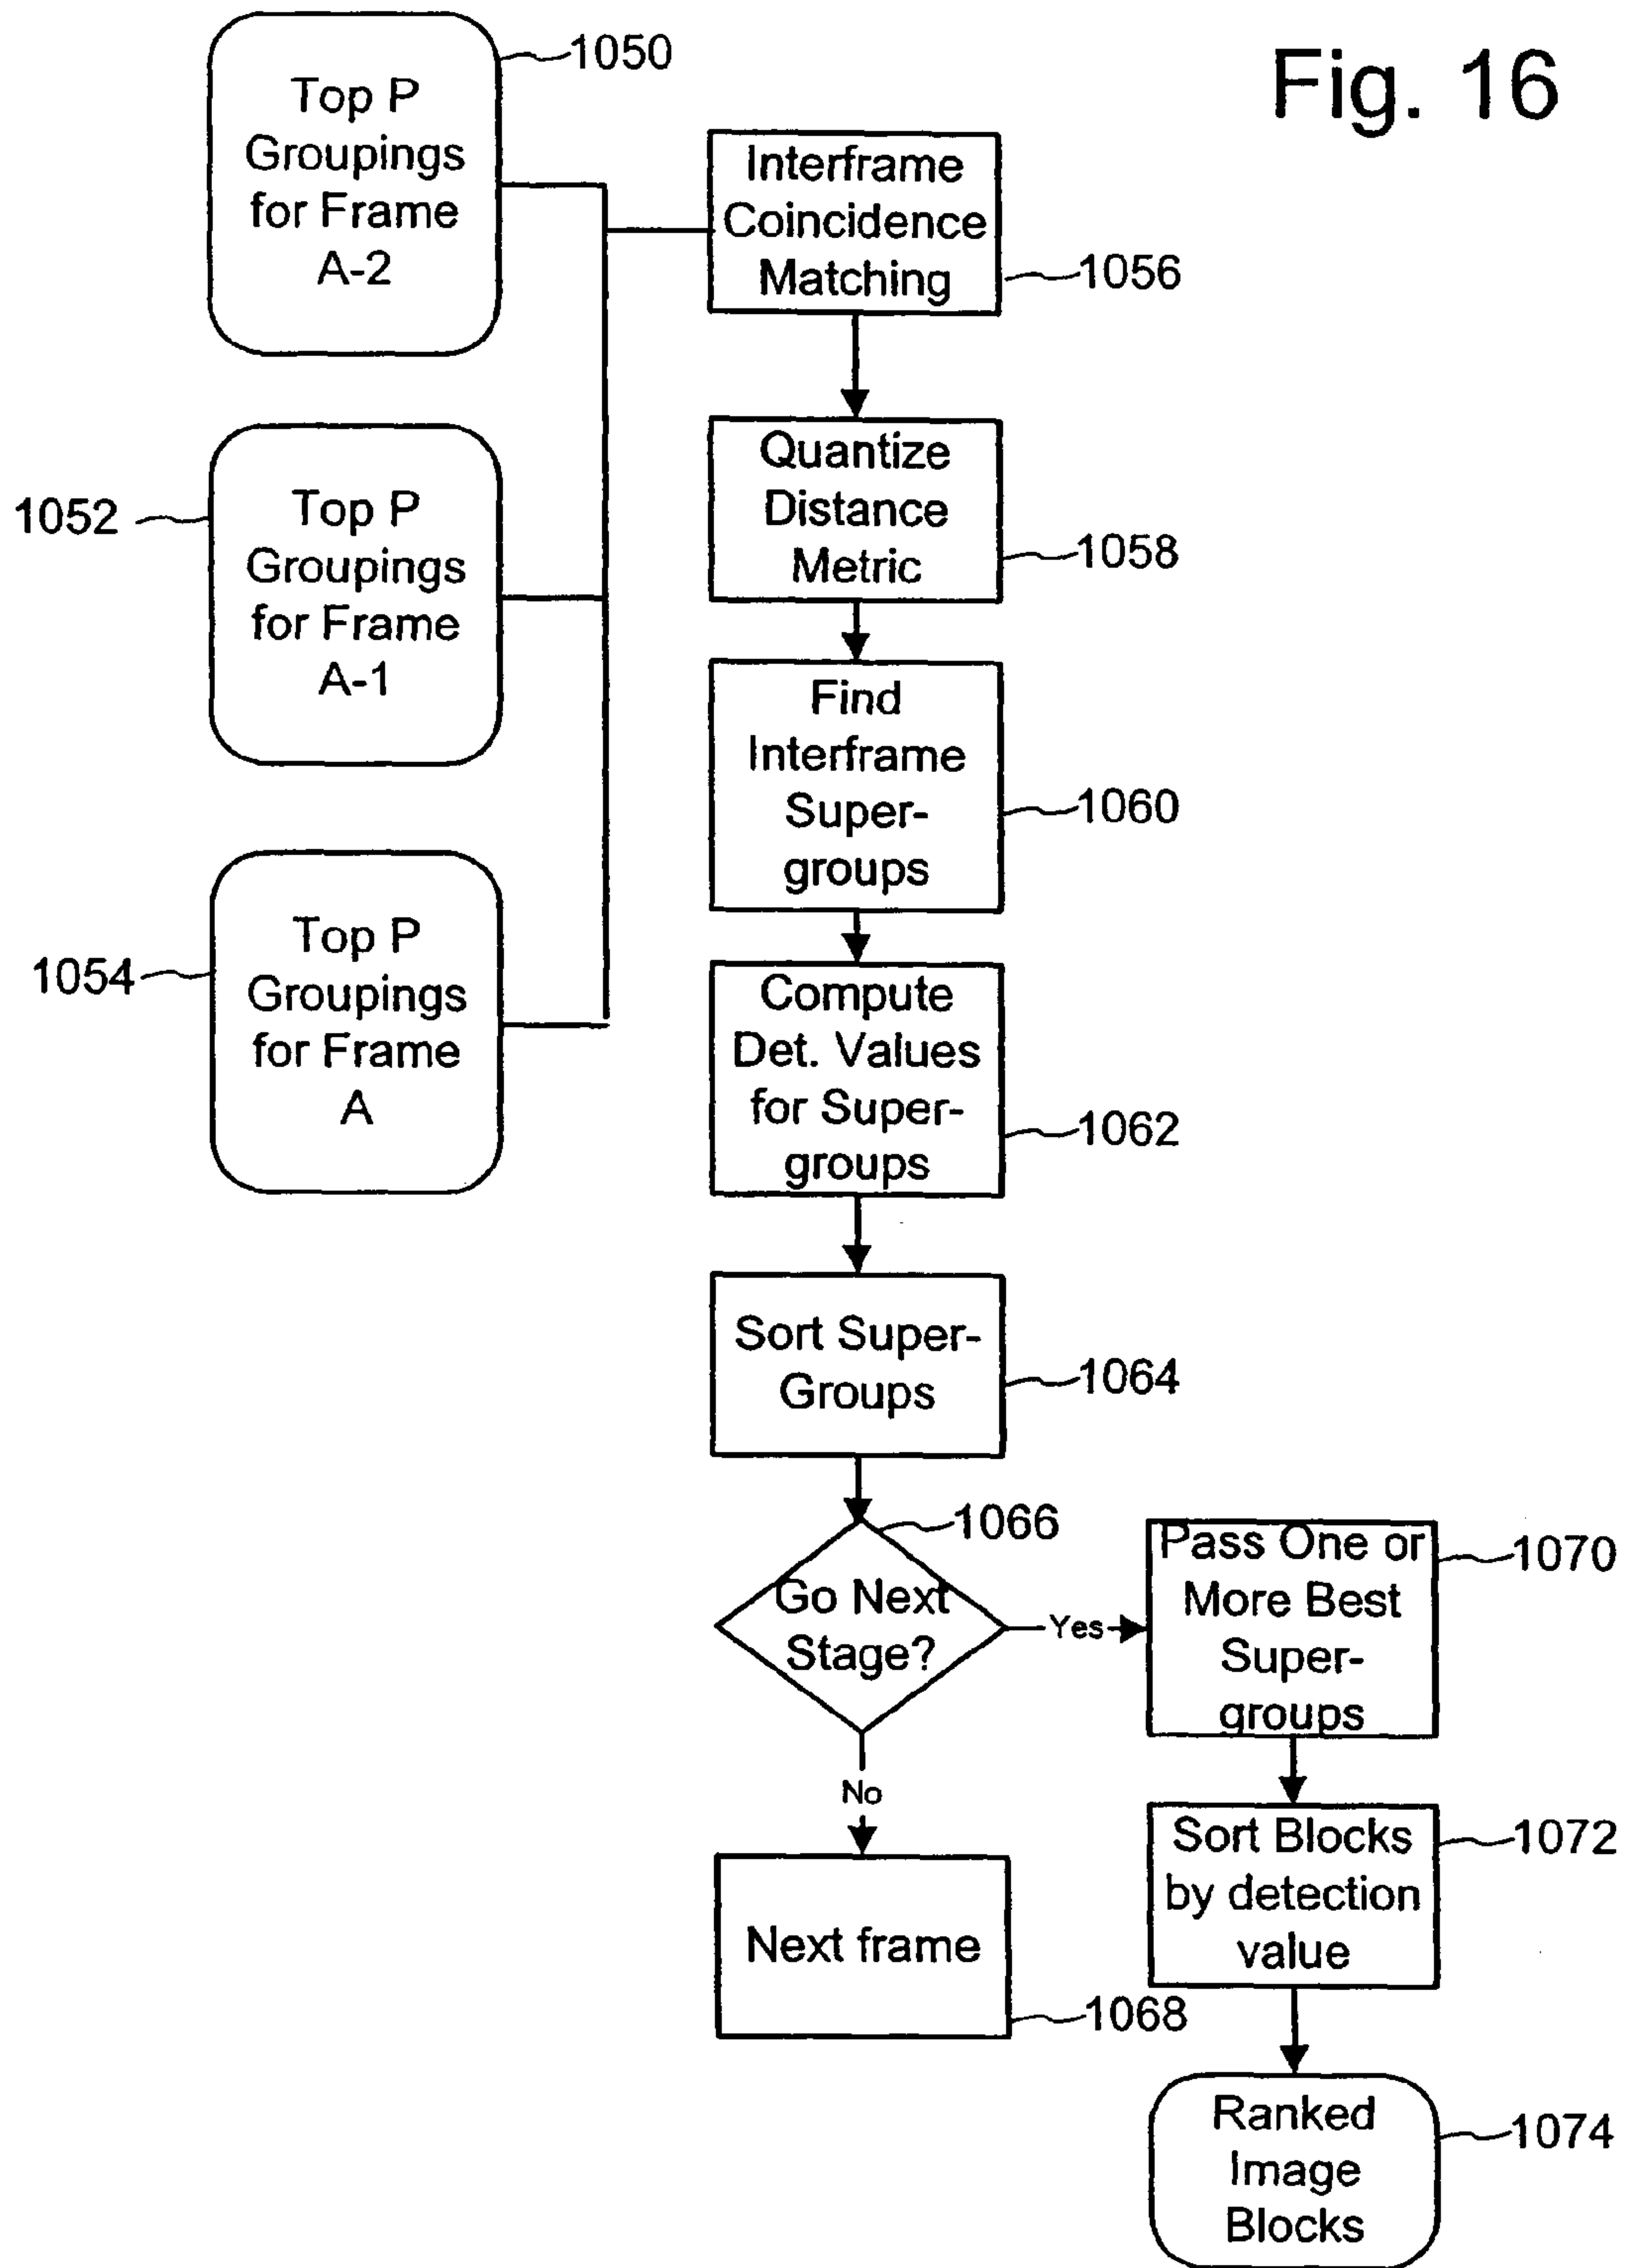 Fig. 16
1050
Top P
Groupings
for Frame
A-2
1052
Top P
Groupings
for Frame
A-1
1054
Top P
Groupings
for Frame
A
Interframe
Coincidence
Matching
1056
Quantize
Distance
Metric
1058
Find
Interframe
Super-
groups
1060
Compute
Det. Values
for Super-
groups
1062
Sort Super-
Groups
1064
1066
Go Next
Stage?
Yes
No
Next frame
1068
Pass One or
More Best
Super-
groups
1070
Sort Blocks
by detection
value
1072
Ranked
Image
Blocks
1074